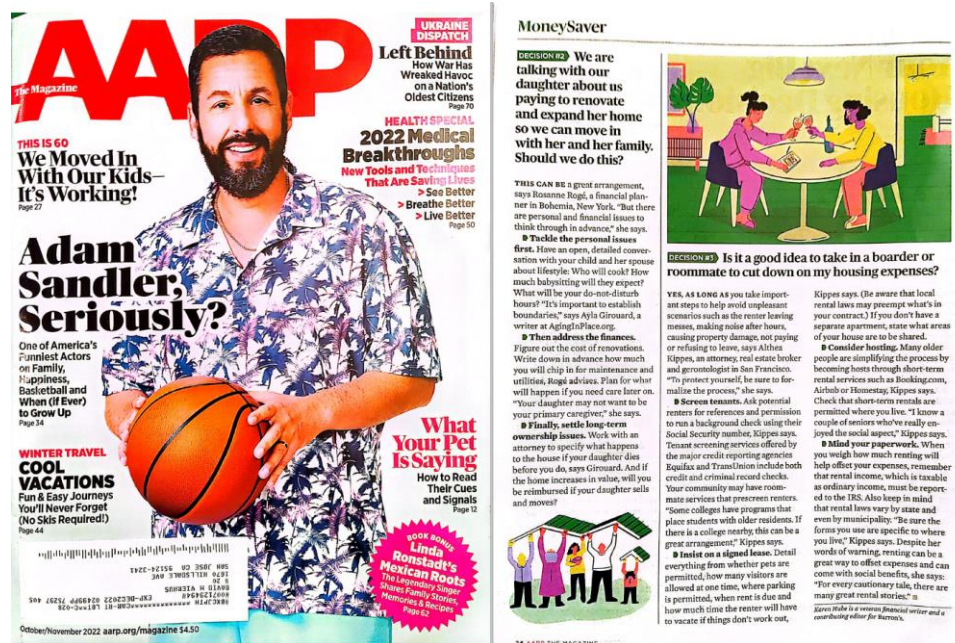 AARP
The Magazine
UKRAINE
DISPATCH
Left Behind
How War Has
Wreaked Havoc
on a Nation's
Oldest Citizens
Page 70
THIS IS 60
We Moved In
With Our Kids—
It's Working!
Page 27
HEALTH SPECIAL
2022 Medical
Breakthroughs
New Tools and Techniques
That Are Saving Lives
> See Better
> Breathe Better
> Live Better
Page 50
Adam
Sandler,
Seriously?
One of America's
Funniest Actors
on Family,
Happiness,
Basketball and
When (If Ever)
to Grow Up
Page 34
WINTER TRAVEL
COOL
VACATIONS
Fun & Easy Journeys
You'll Never Forget
(No Skis Required!)
Page 44
What
Your Pet
Is Saying
How to Read
Their Cues
and Signals
Page 12
BOOK BONUS
Linda
Ronstadt's
Mexican Roots
The Legendary Singer
Shares Family Stories,
Memories & Recipes
Page 62
SAN JOSE CA 95124-2241
1670 HILLSDALE AVE
EXP-DEC2022
October/November 2022 aarp.org/magazine $4.50
MoneySaver
DECISION #2 We are
talking with our
daughter about us
paying to renovate
and expand her home
so we can move in
with her and her family.
Should we do this?
THIS CAN BE a great arrangement,
says Rosanne Rogé, a financial plan-
ner in Bohemia, New York. "But there
are personal and financial issues to
think through in advance," she says.
Tackle the personal issues
first. Have an open, detailed conver-
sation with your child and her spouse
about lifestyle: Who will cook? How
much babysitting will they expect?
What will be your do-not-disturb
hours? "It's important to establish
boundaries," says Ayla Girouard, a
writer at AgingInPlace.org.
Then address the finances.
Figure out the cost of renovations.
Write down in advance how much
you will chip in for maintenance and
utilities, Rogé advises. Plan for what
will happen if you need care later on.
"Your daughter may not want to be
your primary caregiver," she says.
Finally, settle long-term
ownership issues. Work with an
attorney to specify what happens
to the house if your daughter dies
before you do, says Girouard. And if
the home increases in value, will you
be reimbursed if your daughter sells
and moves?
DECISION #3 Is it a good idea to take in a boarder or
roommate to cut down on my housing expenses?
YES, AS LONG AS you take import-
ant steps to help avoid unpleasant
scenarios such as the renter leaving
messes, making noise after hours,
causing property damage, not paying
or refusing to leave, says Althea
Kippes, an attorney, real estate broker
and gerontologist in San Francisco.
"To protect yourself, be sure to for-
malize the process," she says.
Screen tenants. Ask potential
renters for references and permission
to run a background check using their
Social Security number, Kippes says.
Tenant screening services offered by
the major credit reporting agencies
Equifax and TransUnion include both
credit and criminal record checks.
Your community may have room-
mate services that prescreen renters.
"Some colleges have programs that
place students with older residents. If
there is a college nearby, this can be a
great arrangement," Kippes says.
Insist on a signed lease. Detail
everything from whether pets are
permitted, how many visitors are
allowed at one time, where parking
is permitted, when rent is due and
how much time the renter will have
to vacate if things don't work out,
Kippes says. (Be aware that local
rental laws may preempt what's in
your contract.) If you don't have a
separate apartment, state what areas
of your house are to be shared.
Consider hosting. Many older
people are simplifying the process by
becoming hosts through short-term
rental services such as Booking.com,
Airbnb or Homestay, Kippes says.
Check that short-term rentals are
permitted where you live. "I know a
couple of seniors who've really en-
joyed the social aspect," Kippes says.
Mind your paperwork. When
you weigh how much renting will
help offset your expenses, remember
that rental income, which is taxable
as ordinary income, must be report-
ed to the IRS. Also keep in mind
that rental laws vary by state and
even by municipality. "Be sure the
forms you use are specific to where
you live," Kippes says. Despite her
words of warning, renting can be a
great way to offset expenses and can
come with social benefits, she says:
"For every cautionary tale, there are
many great rental stories."
Karen Hube is a veteran financial writer and a
contributing editor for Barron's.
AARP THE MAGAZINE